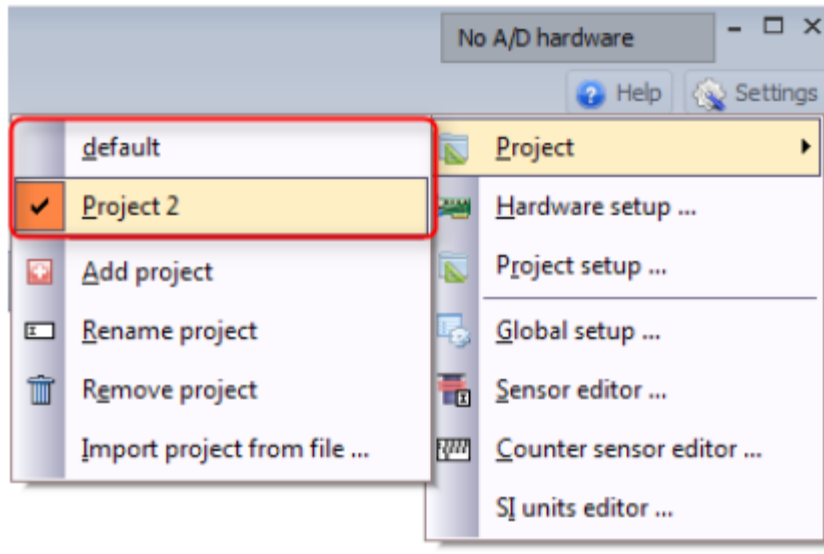 No A/D hardware
Help
Settings
default
Project 2
Add project
Rename project
Remove project
Import project from file ...
Project
Hardware setup ...
Project setup ...
Global setup ...
Sensor editor ...
Counter sensor editor ...
SI units editor ...